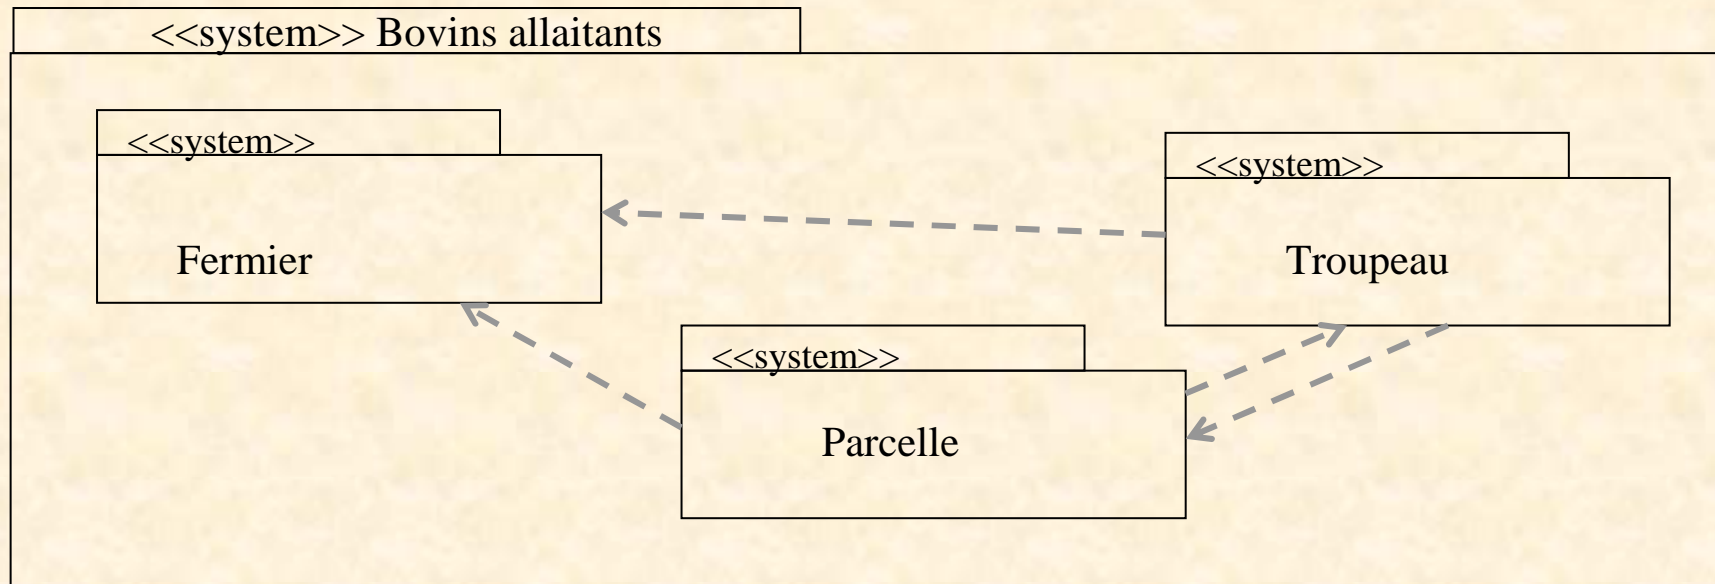 <<system>> Bovins allaitants
<<system>>
Fermier
<<system>>
Troupeau
<<system>>
Parcelle